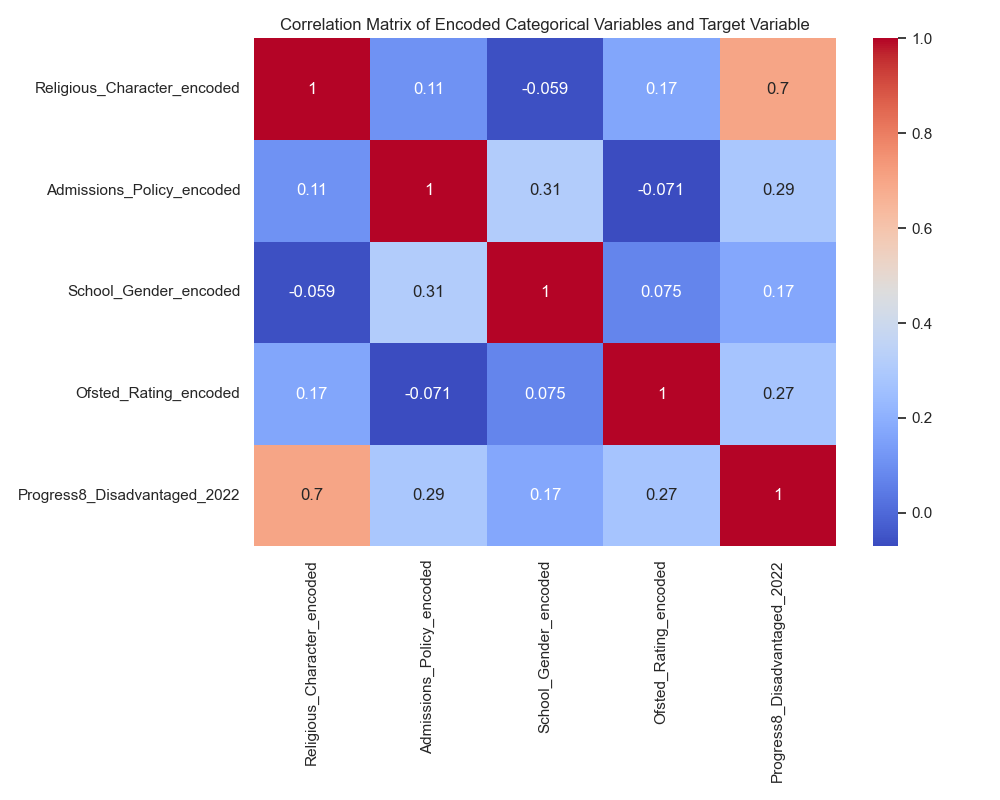 Correlation Matrix of Encoded Categorical Variables and Target Variable
Religious_Character_encoded 1 0.11 -0.059 0.17 0.7
Admissions_Policy_encoded 0.11 1 0.31 -0.071 0.29
School_Gender_encoded -0.059 0.31 1 0.075 0.17
Ofsted_Rating_encoded 0.17 -0.071 0.075 1 0.27
Progress8_Disadvantaged_2022 0.7 0.29 0.17 0.27 1
Religious_Character_encoded
Admissions_Policy_encoded
School_Gender_encoded
Ofsted_Rating_encoded
Progress8_Disadvantaged_2022
1.0
0.8
0.6
0.4
0.2
0.0